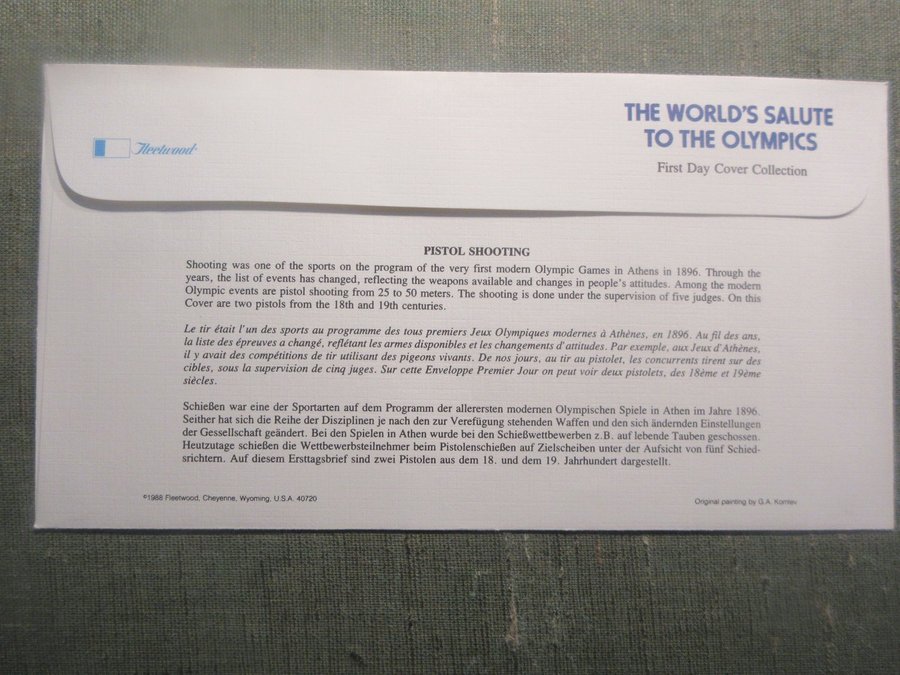 Fleetwood
THE WORLD'S SALUTE
TO THE OLYMPICS
First Day Cover Collection
PISTOL SHOOTING
Shooting was one of the sports on the program of the very first modern Olympic Games in Athens in 1896. Through the
years, the list of events has changed, reflecting the weapons available and changes in people's attitudes. Among the modern
Olympic events are pistol shooting from 25 to 50 meters. The shooting is done under the supervision of five judges. On this
Cover are two pistols from the 18th and 19th centuries.
Le tir était l'un des sports au programme des tous premiers Jeux Olympiques modernes à Athènes, en 1896. Au fil des ans,
la liste des épreuves a changé, reflétant les armes disponibles et les changements d'attitudes. Par exemple, aux Jeux d'Athènes,
il y avait des compétitions de tir utilisant des pigeons vivants. De nos jours, au tir au pistolet, les concurrents tirent sur des
cibles, sous la supervision de cinq juges. Sur cette Enveloppe Premier Jour on peut voir deux pistolets, des 18ème et 19ème
siècles.
Schießen war eine der Sportarten auf dem Programm der allerersten modernen Olympischen Spiele in Athen im Jahre 1896.
Seither hat sich die Reihe der Disziplinen je nach den zur Verefügung stehenden Waffen und den sich ändernden Einstellungen
der Gessellschaft geändert. Bei den Spielen in Athen wurde bei den Schießwettbewerben z.B. auf lebende Tauben geschossen.
Heutzutage schießen die Wettbewerbsteilnehmer beim Pistolenschießen auf Zielscheiben unter der Aufsicht von fünf Schied-
srichtern. Auf diesem Ersttagsbrief sind zwei Pistolen aus dem 18. und dem 19. Jahrhundert dargestellt.
©1988 Fleetwood, Cheyenne, Wyoming, U.S.A. 40720
Original painting by G.A. Komlev